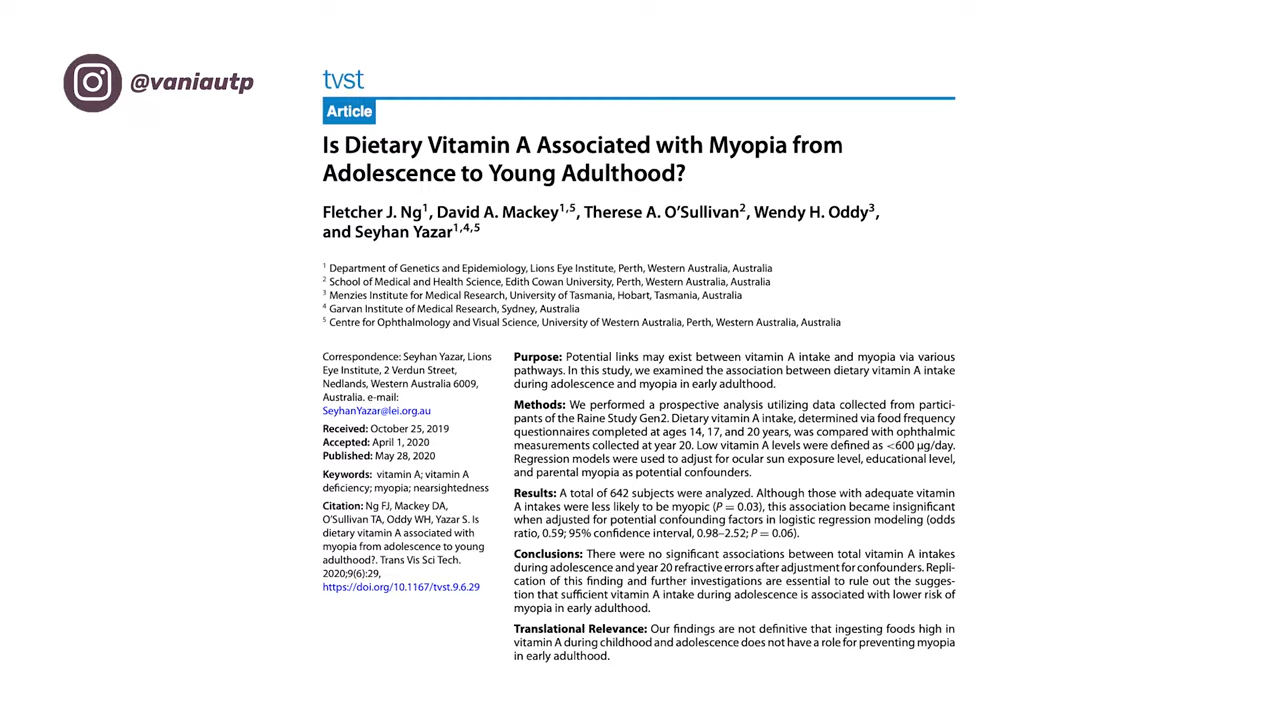 @vaniautp
tvst
Article
Is Dietary Vitamin A Associated with Myopia from
Adolescence to Young Adulthood?
Fletcher J. Ng1, David A. Mackey1,5, Therese A. O'Sullivan2, Wendy H. Oddy3,
and Seyhan Yazar1,4,5
1 Department of Genetics and Epidemiology, Lions Eye Institute, Perth, Western Australia, Australia
2 School of Medical and Health Science, Edith Cowan University, Perth, Western Australia, Australia
3 Menzies Institute for Medical Research, University of Tasmania, Hobart, Tasmania, Australia
4 Garvan Institute of Medical Research, Sydney, Australia
5 Centre for Ophthalmology and Visual Science, University of Western Australia, Perth, Western Australia, Australia
Correspondence: Seyhan Yazar, Lions
Eye Institute, 2 Verdun Street,
Nedlands, Western Australia 6009,
Australia. e-mail:
SeyhanYazar@lei.org.au
Received: October 25, 2019
Accepted: April 1, 2020
Published: May 28, 2020
Keywords: vitamin A; vitamin A
deficiency; myopia; nearsightedness
Citation: Ng FJ, Mackey DA,
O'Sullivan TA, Oddy WH, Yazar S. Is
dietary vitamin A associated with
myopia from adolescence to young
adulthood?. Trans Vis Sci Tech.
2020;9(6):29,
https://doi.org/10.1167/tvst.9.6.29
Purpose: Potential links may exist between vitamin A intake and myopia via various
pathways. In this study, we examined the association between dietary vitamin A intake
during adolescence and myopia in early adulthood.
Methods: We performed a prospective analysis utilizing data collected from partici-
pants of the Raine Study Gen2. Dietary vitamin A intake, determined via food frequency
questionnaires completed at ages 14, 17, and 20 years, was compared with ophthalmic
measurements collected at year 20. Low vitamin A levels were defined as <600 μg/day.
Regression models were used to adjust for ocular sun exposure level, educational level,
and parental myopia as potential confounders.
Results: A total of 642 subjects were analyzed. Although those with adequate vitamin
A intakes were less likely to be myopic (P = 0.03), this association became insignificant
when adjusted for potential confounding factors in logistic regression modeling (odds
ratio, 0.59; 95% confidence interval, 0.98–2.52; P = 0.06).
Conclusions: There were no significant associations between total vitamin A intakes
during adolescence and year 20 refractive errors after adjustment for confounders. Repli-
cation of this finding and further investigations are essential to rule out the sugges-
tion that sufficient vitamin A intake during adolescence is associated with lower risk of
myopia in early adulthood.
Translational Relevance: Our findings are not definitive that ingesting foods high in
vitamin A during childhood and adolescence does not have a role for preventing myopia
in early adulthood.